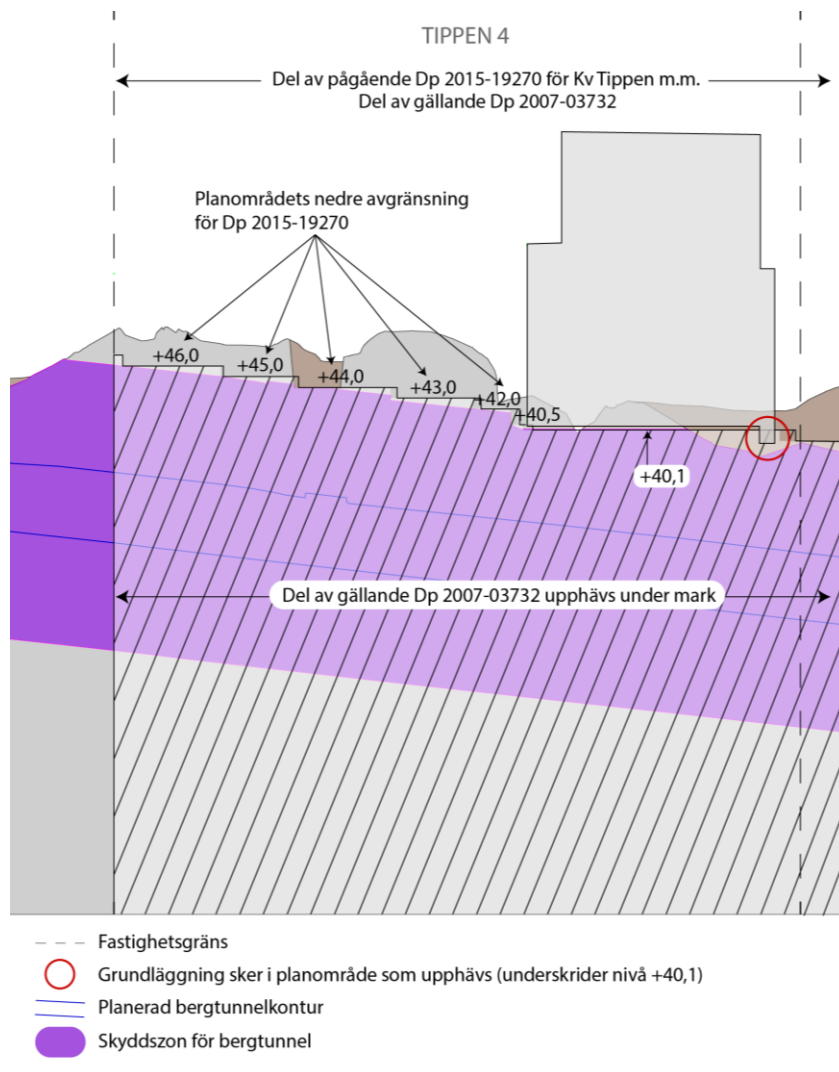 TIPPEN 4
Del av pågående Dp 2015-19270 för Kv Tippen m.m.
Del av gällande Dp 2007-03732
Planområdets nedre avgränsning
för Dp 2015-19270
+46,0
+45,0
+44,0
+43,0
+42,0
+40,5
+40,1
Del av gällande Dp 2007-03732 upphävs under mark
Fastighetsgräns
Grundläggning sker i planområde som upphävs (underskrider nivå +40,1)
Planerad bergtunnelkontur
Skyddszon för bergtunnel